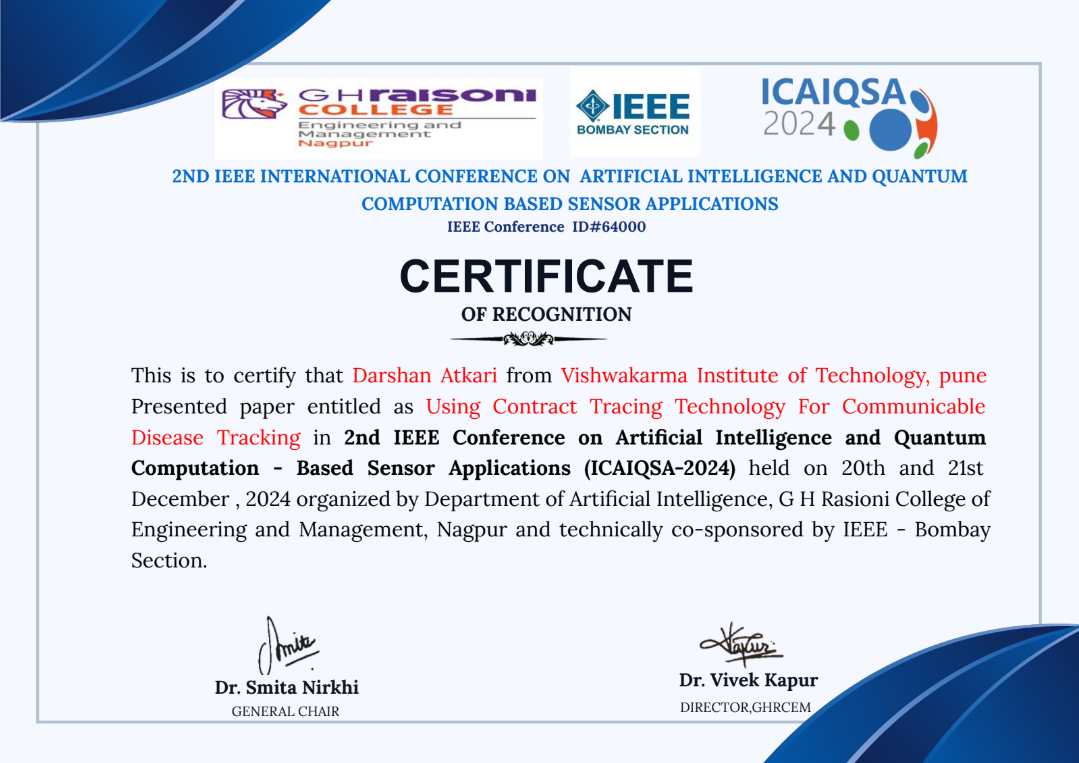 GHRAISONI
COLLEGE
Engineering and
Management
Nagpur
IEEE
BOMBAY SECTION
ICAIQSA
2024
2ND IEEE INTERNATIONAL CONFERENCE ON ARTIFICIAL INTELLIGENCE AND QUANTUM
COMPUTATION BASED SENSOR APPLICATIONS
IEEE Conference ID#64000
CERTIFICATE
OF RECOGNITION
This is to certify that Darshan Atkari from Vishwakarma Institute of Technology, pune
Presented paper entitled as Using Contract Tracing Technology For Communicable
Disease Tracking in 2nd IEEE Conference on Artificial Intelligence and Quantum
Computation - Based Sensor Applications (ICAIQSA-2024) held on 20th and 21st
December , 2024 organized by Department of Artificial Intelligence, G H Rasioni College of
Engineering and Management, Nagpur and technically co-sponsored by IEEE - Bombay
Section.
Smita
Kapur
Dr. Smita Nirkhi
GENERAL CHAIR
Dr. Vivek Kapur
DIRECTOR,GHRCEM